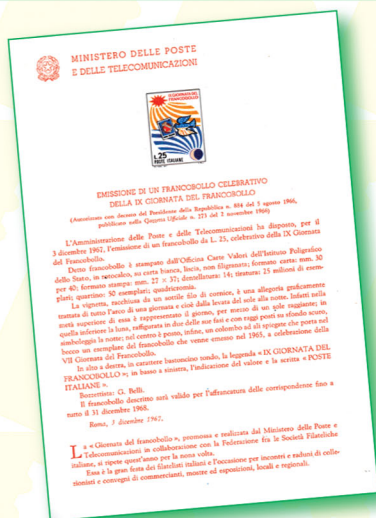 MINISTERO DELLE POSTE
E DELLE TELECOMUNICAZIONI
IX GIORNATA DEL
FRANCOBOLLO
L.25
POSTE ITALIANE
EMISSIONE DI UN FRANCOBOLLO CELEBRATIVO
DELLA IX GIORNATA DEL FRANCOBOLLO
(Autorizzata con decreto del Presidente della Repubblica n. 884 del 5 agosto 1966,
pubblicato nella Gazzetta Ufficiale n. 273 del 2 novembre 1966)
L'Amministrazione delle Poste e delle Telecomunicazioni ha disposto, per il
3 dicembre 1967, l'emissione di un francobollo da L. 25, celebrativo della IX Giornata
del Francobollo.
Detto francobollo è stampato dall'Officina Carte Valori dell'Istituto Poligrafico
dello Stato, in rotocalco, su carta bianca, liscia, non filigranata; formato carta: mm. 30
per 40; formato stampa: mm. 27 × 37; dentellatura: 14; tiratura: 25 milioni di esem-
plari; quartino: 50 esemplari; quadricromia.
La vignetta, racchiusa da un sottile filo di cornice, è una allegoria graficamente
trattata di tutto l'arco di una giornata e cioè dalla levata del sole alla notte. Infatti nella
metà superiore di essa è rappresentato il giorno, per mezzo di un sole raggiante; in
quella inferiore la luna, raffigurata in due delle sue fasi e con raggi posti su fondo scuro,
simboleggia la notte; nel centro è posto, infine, un colombo ad ali spiegate che porta nel
becco un esemplare del francobollo che venne emesso nel 1965, a celebrazione della
VII Giornata del Francobollo.
In alto a destra, in carattere bastoncino tondo, la leggenda « IX GIORNATA DEL
FRANCOBOLLO »; in basso a sinistra, l'indicazione del valore e la scritta « POSTE
ITALIANE ».
Bozzettista: G. Belli.
Il francobollo descritto sarà valido per l'affrancatura delle corrispondenze fino a
tutto il 31 dicembre 1968.
Roma, 3 dicembre 1967.
La « Giornata del francobollo », promossa e realizzata dal Ministero delle Poste e
Telecomunicazioni in collaborazione con la Federazione fra le Società Filateliche
italiane, si ripete quest'anno per la nona volta.
Essa è la gran festa dei filatelisti italiani e l'occasione per incontri e raduni di colle-
zionisti e convegni di commercianti, mostre ed esposizioni, locali e regionali.